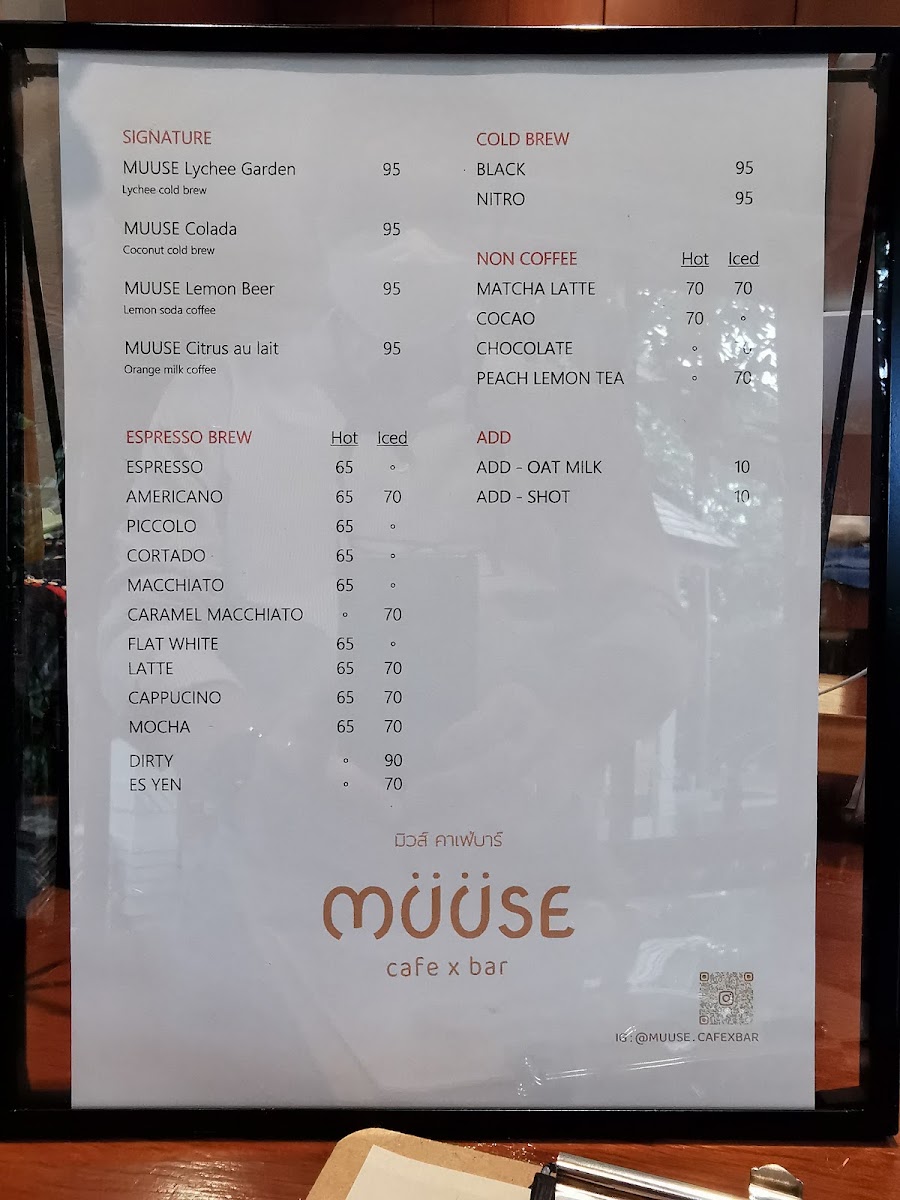 SIGNATURE
MUUSE Lychee Garden 95
Lychee cold brew
MUUSE Colada 95
Coconut cold brew
MUUSE Lemon Beer 95
Lemon soda coffee
MUUSE Citrus au lait 95
Orange milk coffee
ESPRESSO BREW Hot Iced
ESPRESSO 65 °
AMERICANO 65 70
PICCOLO 65 °
CORTADO 65 °
MACCHIATO 65 °
CARAMEL MACCHIATO ° 70
FLAT WHITE 65 °
LATTE 65 70
CAPPUCINO 65 70
MOCHA 65 70
DIRTY ° 90
ES YEN ° 70
COLD BREW
BLACK 95
NITRO 95
NON COFFEE Hot Iced
MATCHA LATTE 70 70
COCAO 70 °
CHOCOLATE °
PEACH LEMON TEA ° 70
ADD
ADD - OAT MILK 10
ADD - SHOT 10
มิวส์ คาเฟ่บาร์
MÜÜSE
cafe x bar
IG : @MUUSE.CAFEXBAR